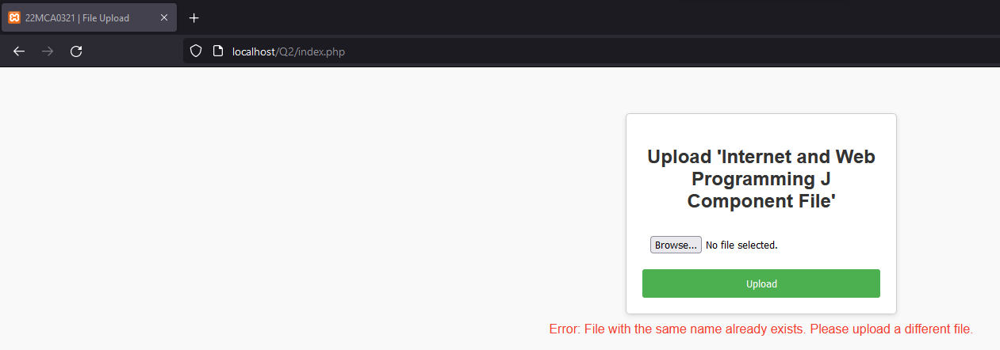 22MCA0321 | File Upload
localhost/Q2/index.php
Upload 'Internet and Web
Programming J
Component File'
Browse... No file selected.
Upload
Error: File with the same name already exists. Please upload a different file.